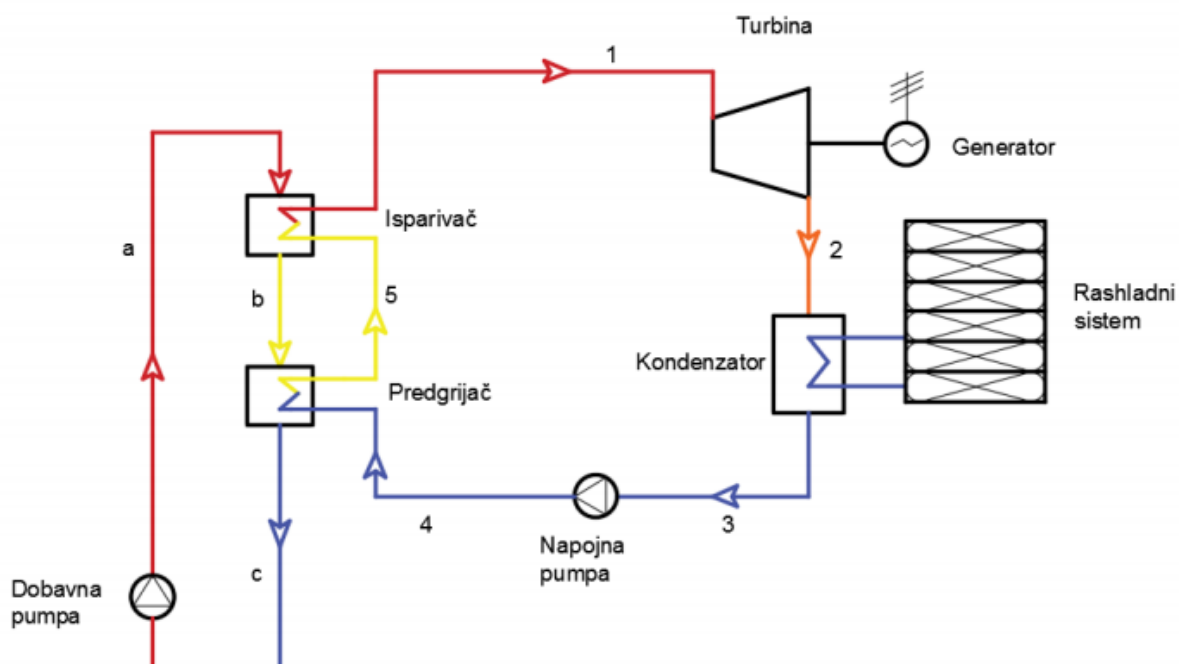 Turbina
1
Generator
a
Isparivač
2
b
5
Rashladni
sistem
Kondenzator
Predgrijač
4
3
Napojna
pumpa
c
Dobavna
pumpa